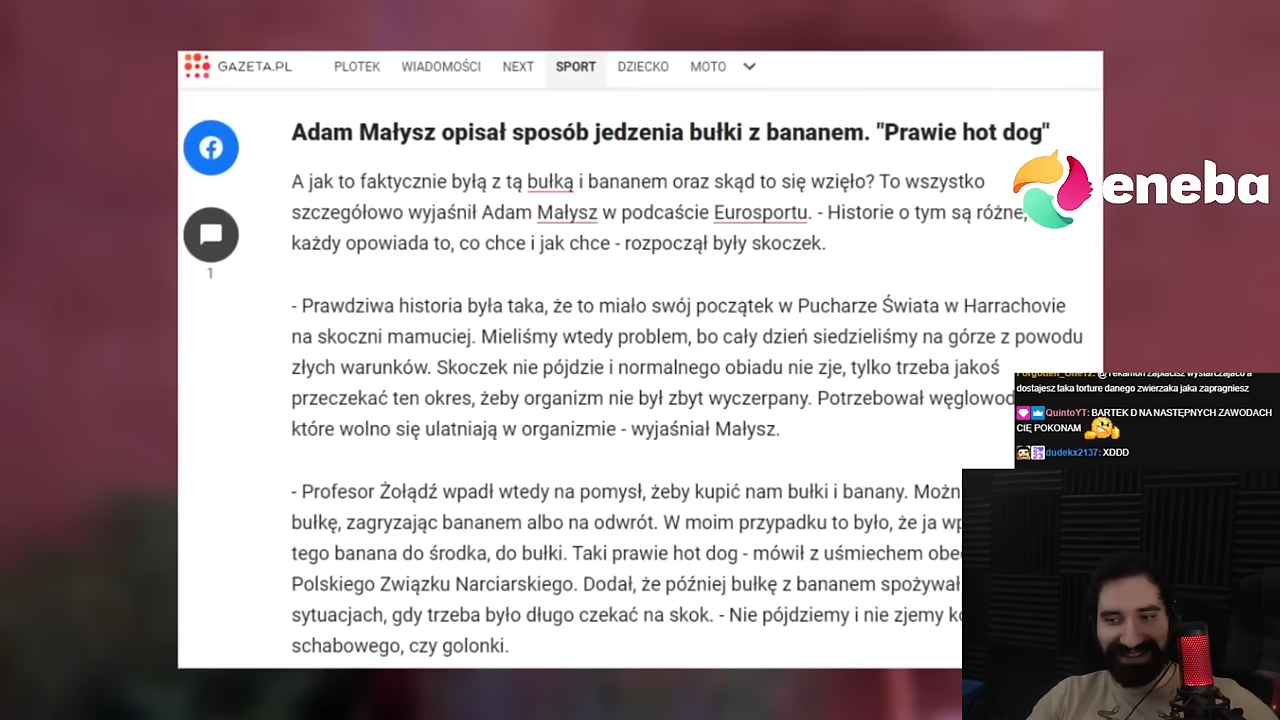 GAZETA.PL PLOTEK WIADOMOŚCI NEXT SPORT DZIECKO MOTO
Adam Małysz opisał sposób jedzenia bułki z bananem. "Prawie hot dog"
A jak to faktycznie byłą z tą bułką i bananem oraz skąd to się wzięło? To wszystko
szczegółowo wyjaśnił Adam Małysz w podcaście Eurosportu. - Historie o tym są różne,
każdy opowiada to, co chce i jak chce - rozpoczął były skoczek.
1
- Prawdziwa historia była taka, że to miało swój początek w Pucharze Świata w Harrachovie
na skoczni mamuciej. Mieliśmy wtedy problem, bo cały dzień siedzieliśmy na górze z powodu
złych warunków. Skoczek nie pójdzie i normalnego obiadu nie zje, tylko trzeba jakoś
przeczekać ten okres, żeby organizm nie był zbyt wyczerpany. Potrzebował
które wolno się ulatniają w organizmie - wyjaśniał Małysz.
- Profesor Żołądź wpadł wtedy na pomysł, żeby kupić nam bułki i banany.
bułkę, zagryzając bananem albo na odwrót. W moim przypadku to było, że ja
tego banana do środka, do bułki. Taki prawie hot dog - mówił z uśmiechem
Polskiego Związku Narciarskiego. Dodał, że później bułkę z bananem spożywał
sytuacjach, gdy trzeba było długo czekać na skok. - Nie pójdziemy i nie zjemy
schabowego, czy golonki.
eneba
dostajesz taka torture danego zwierzaka jaka zapragniesz
QuintoYT: BARTEK D NA NASTĘPNYCH ZAWODACH
CIĘ POKONAM
dudekx2137: XDDD